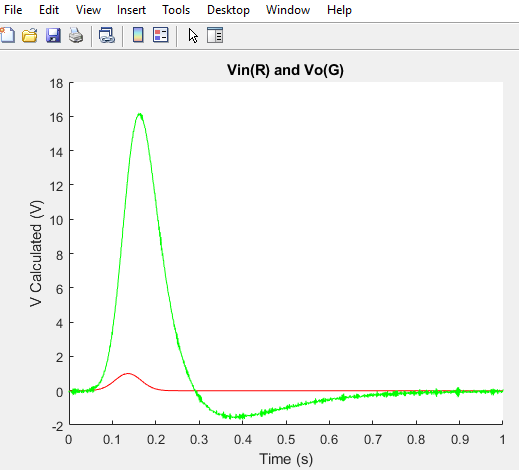 File Edit View Insert Tools Desktop Window Help
Vin(R) and Vo(G)
18
16
14
12
10
8
6
4
2
0
-2
V Calculated (V)
0 0.1 0.2 0.3 0.4 0.5 0.6 0.7 0.8 0.9 1
Time (s)